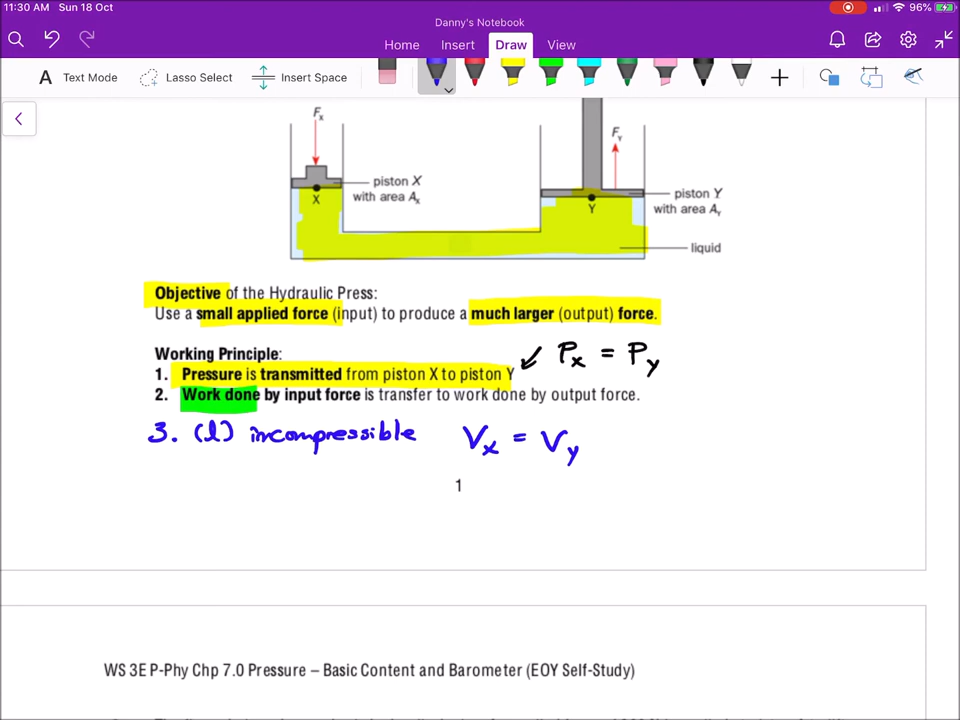 11:30 AM Sun 18 Oct
96%
Danny's Notebook
Home Insert Draw View
A Text Mode Lasso Select Insert Space
Fx
FY
piston X
with area Ax
X
piston Y
with area AY
Y
liquid
Objective of the Hydraulic Press:
Use a small applied force (input) to produce a much larger (output) force.
Working Principle:
1. Pressure is transmitted from piston X to piston Y ↙ Px = Py
2. Work done by input force is transfer to work done by output force.
3. (l) incompressible Vx = Vy
1
WS 3E P-Phy Chp 7.0 Pressure – Basic Content and Barometer (EOY Self-Study)